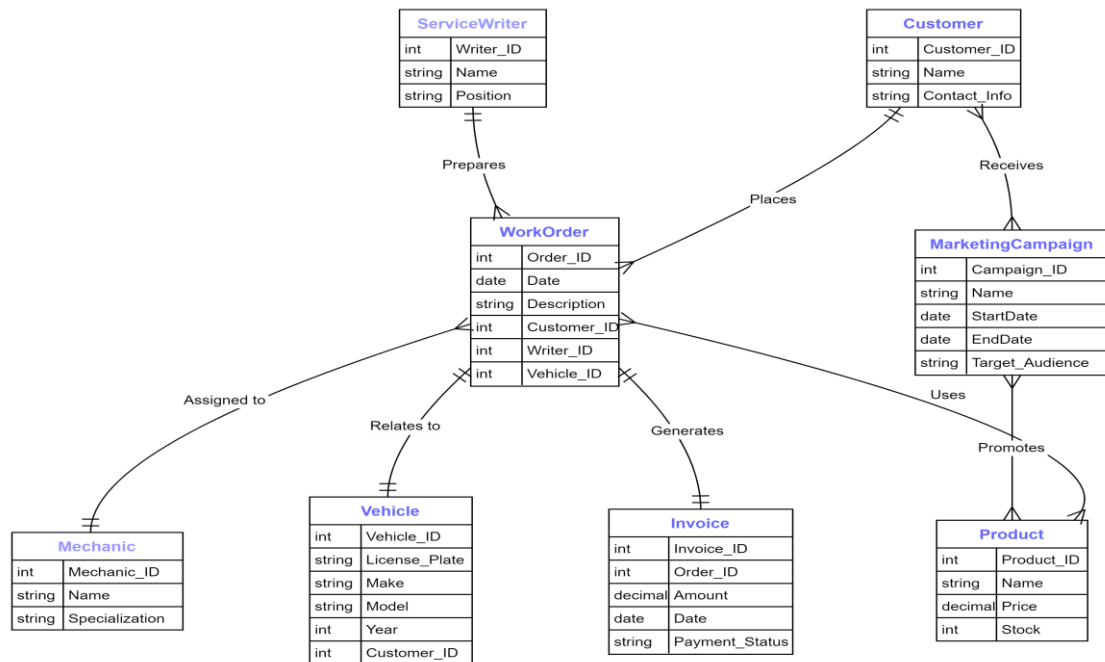 ServiceWriter
int Writer_ID
string Name
string Position
Customer
int Customer_ID
string Name
string Contact_Info
Prepares
Places
Receives
WorkOrder
int Order_ID
date Date
string Description
int Customer_ID
int Writer_ID
int Vehicle_ID
MarketingCampaign
int Campaign_ID
string Name
date StartDate
date EndDate
string Target_Audience
Assigned to
Relates to
Generates
Uses
Promotes
Mechanic
int Mechanic_ID
string Name
string Specialization
Vehicle
int Vehicle_ID
string License_Plate
string Make
string Model
int Year
int Customer_ID
Invoice
int Invoice_ID
int Order_ID
decimal Amount
date Date
string Payment_Status
Product
int Product_ID
string Name
decimal Price
int Stock